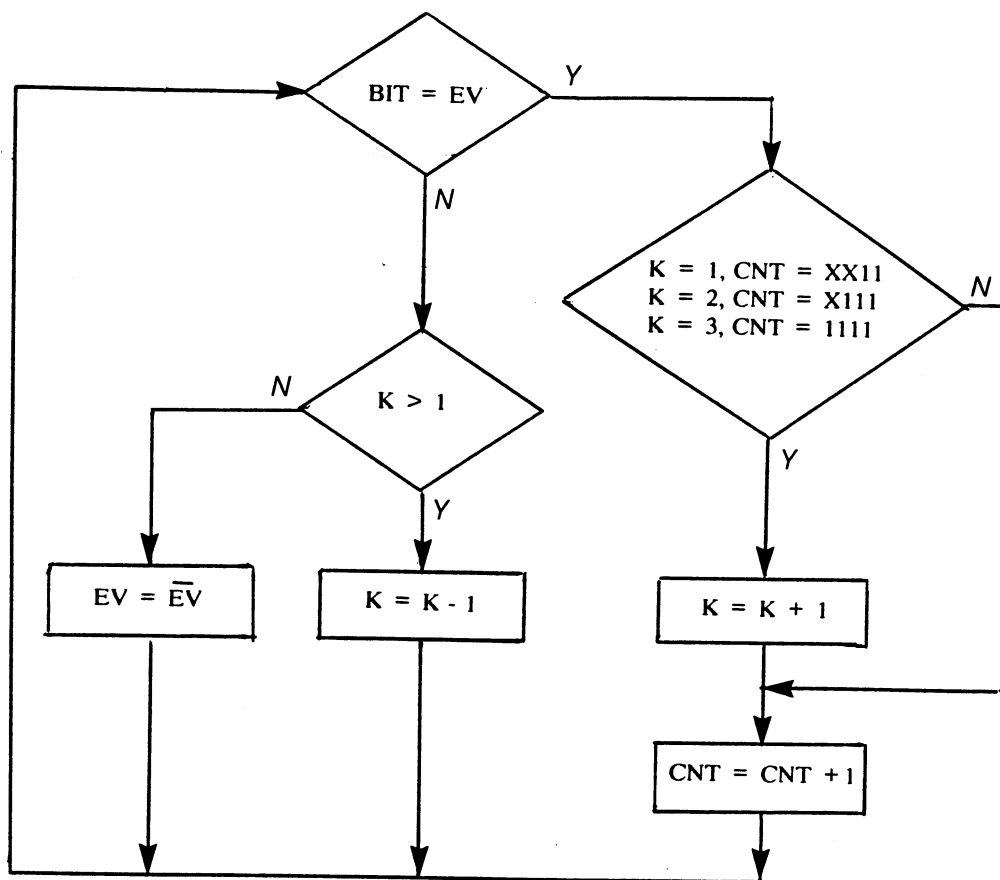 BIT = EV
Y
N
K = 1, CNT = XX11
K = 2, CNT = X111
K = 3, CNT = 1111
N
K > 1
N
Y
Y
EV = E̅V̅
K = K - 1
K = K + 1
CNT = CNT + 1